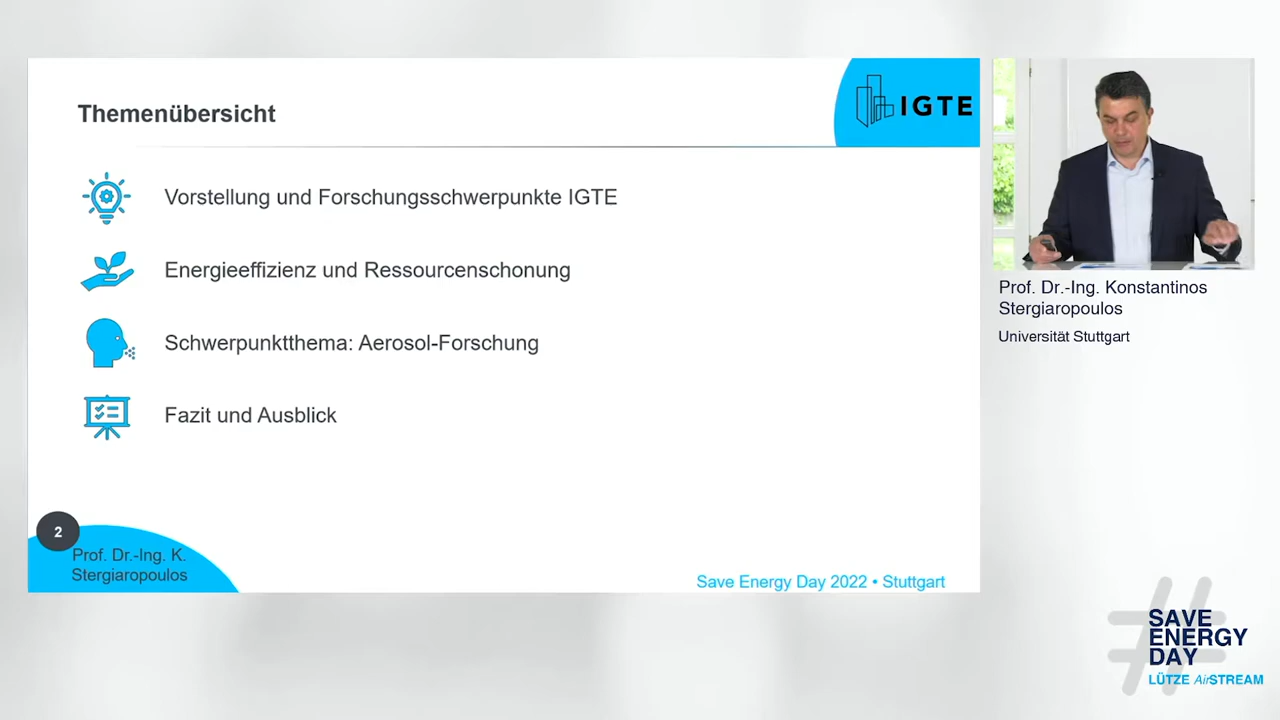 Themenübersicht
IGTE
Vorstellung und Forschungsschwerpunkte IGTE
Energieeffizienz und Ressourcenschonung
Schwerpunktthema: Aerosol-Forschung
Fazit und Ausblick
2
Prof. Dr.-Ing. K.
Stergiaropoulos
Save Energy Day 2022 • Stuttgart
Prof. Dr.-Ing. Konstantinos
Stergiaropoulos
Universität Stuttgart
#
SAVE
ENERGY
DAY
LÜTZE AirSTREAM